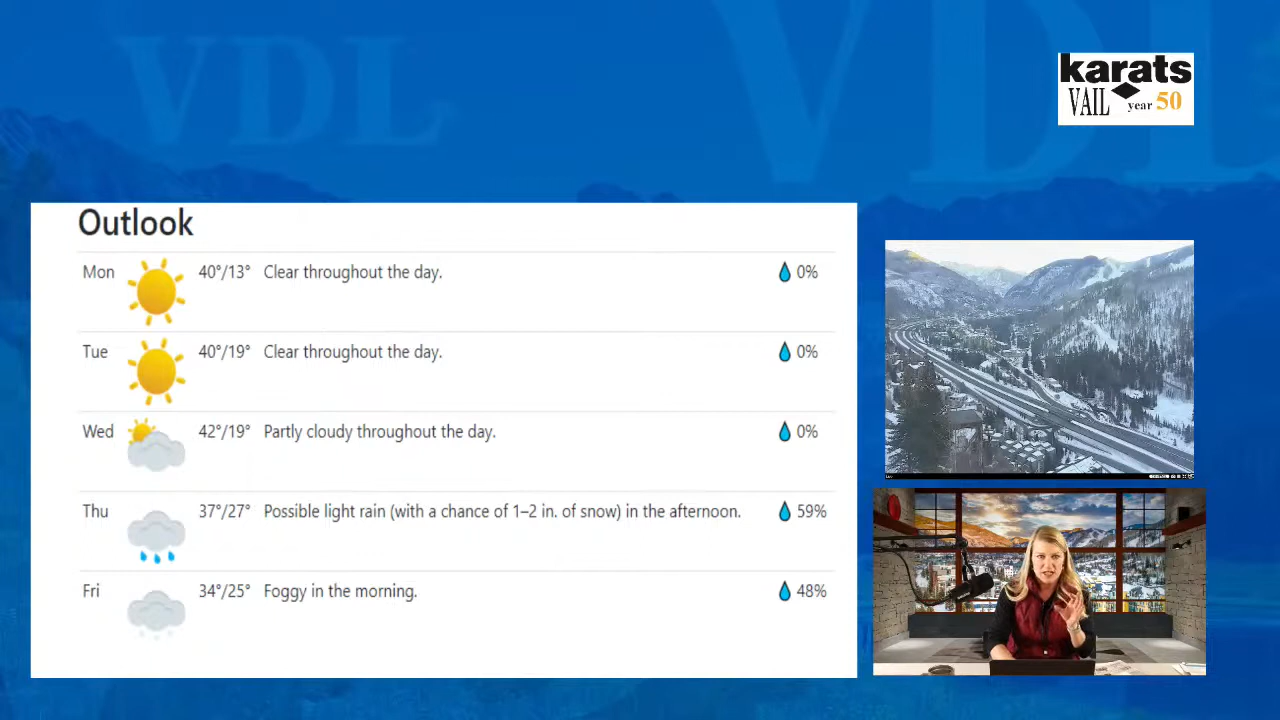 VDL
VDL
karats
VAIL year 50
Outlook
Mon 40°/13° Clear throughout the day. 0%
Tue 40°/19° Clear throughout the day. 0%
Wed 42°/19° Partly cloudy throughout the day. 0%
Thu 37°/27° Possible light rain (with a chance of 1–2 in. of snow) in the afternoon. 59%
Fri 34°/25° Foggy in the morning. 48%